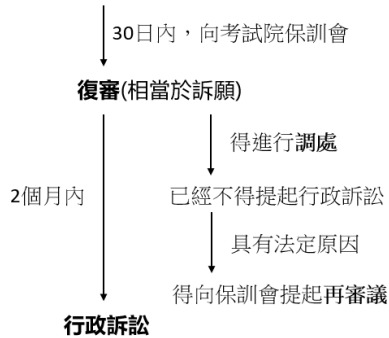 30日內，向考試院保訓會
復審(相當於訴願)
得進行調處
2個月內
已經不得提起行政訴訟
具有法定原因
得向保訓會提起再審議
行政訴訟